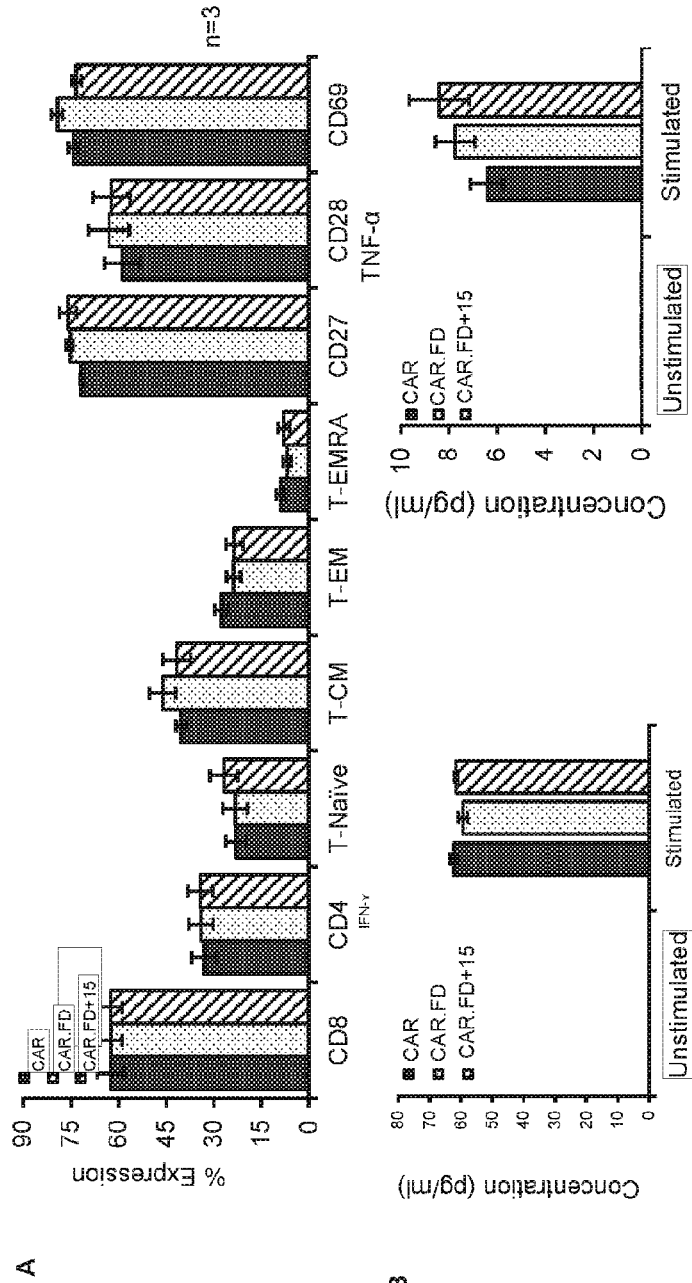 A
% Expression
90
75
60
45
30
15
0
CAR
CAR.FD
CAR.FD+15
CD8
CD4
T-Naïve
T-CM
T-EM
T-EMRA
CD27
CD28
CD69
n=3
B
IFN-γ
Concentration (pg/ml)
80
70
60
50
40
30
20
10
0
CAR
CAR.FD
CAR.FD+15
Unstimulated
Stimulated
TNF-α
Concentration (pg/ml)
10
8
6
4
2
0
CAR
CAR.FD
CAR.FD+15
Unstimulated
Stimulated